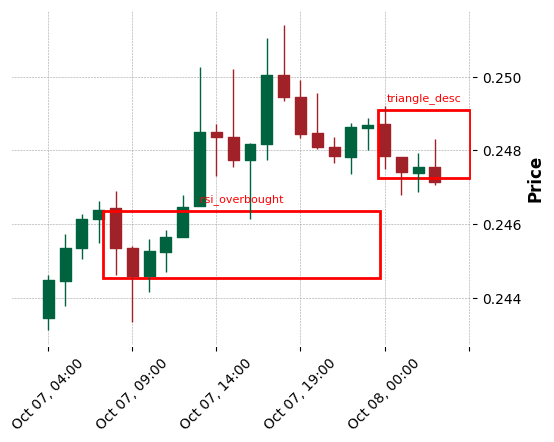 triangle_desc
rsi_overbought
0.250
0.248
0.246
0.244
Price
Oct 07, 04:00
Oct 07, 09:00
Oct 07, 14:00
Oct 07, 19:00
Oct 08, 00:00